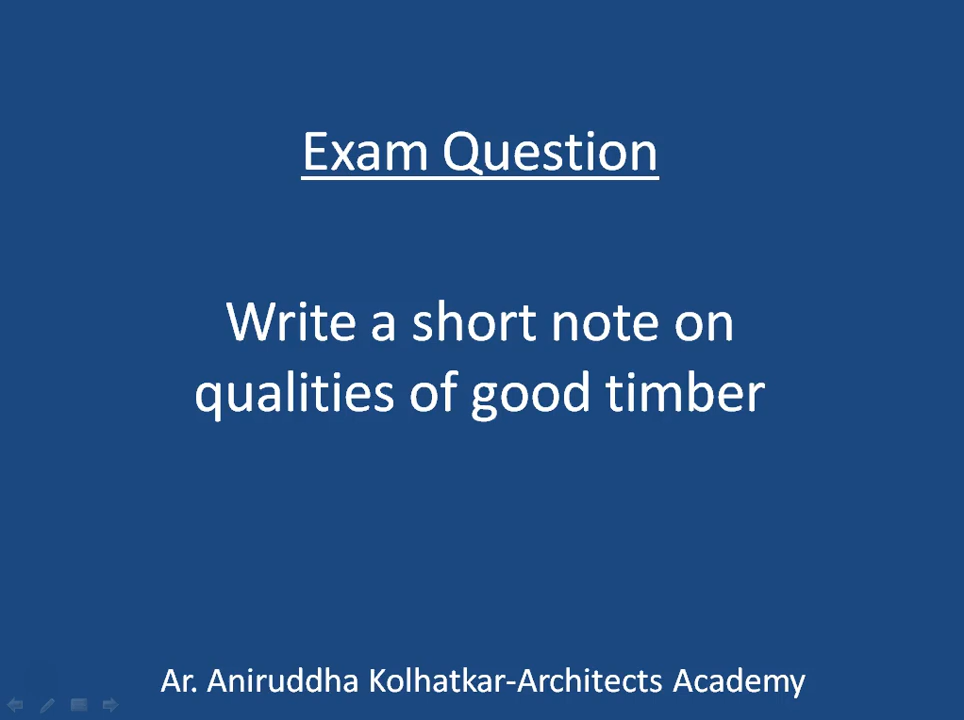 Exam Question
Write a short note on
qualities of good timber
Ar. Aniruddha Kolhatkar-Architects Academy